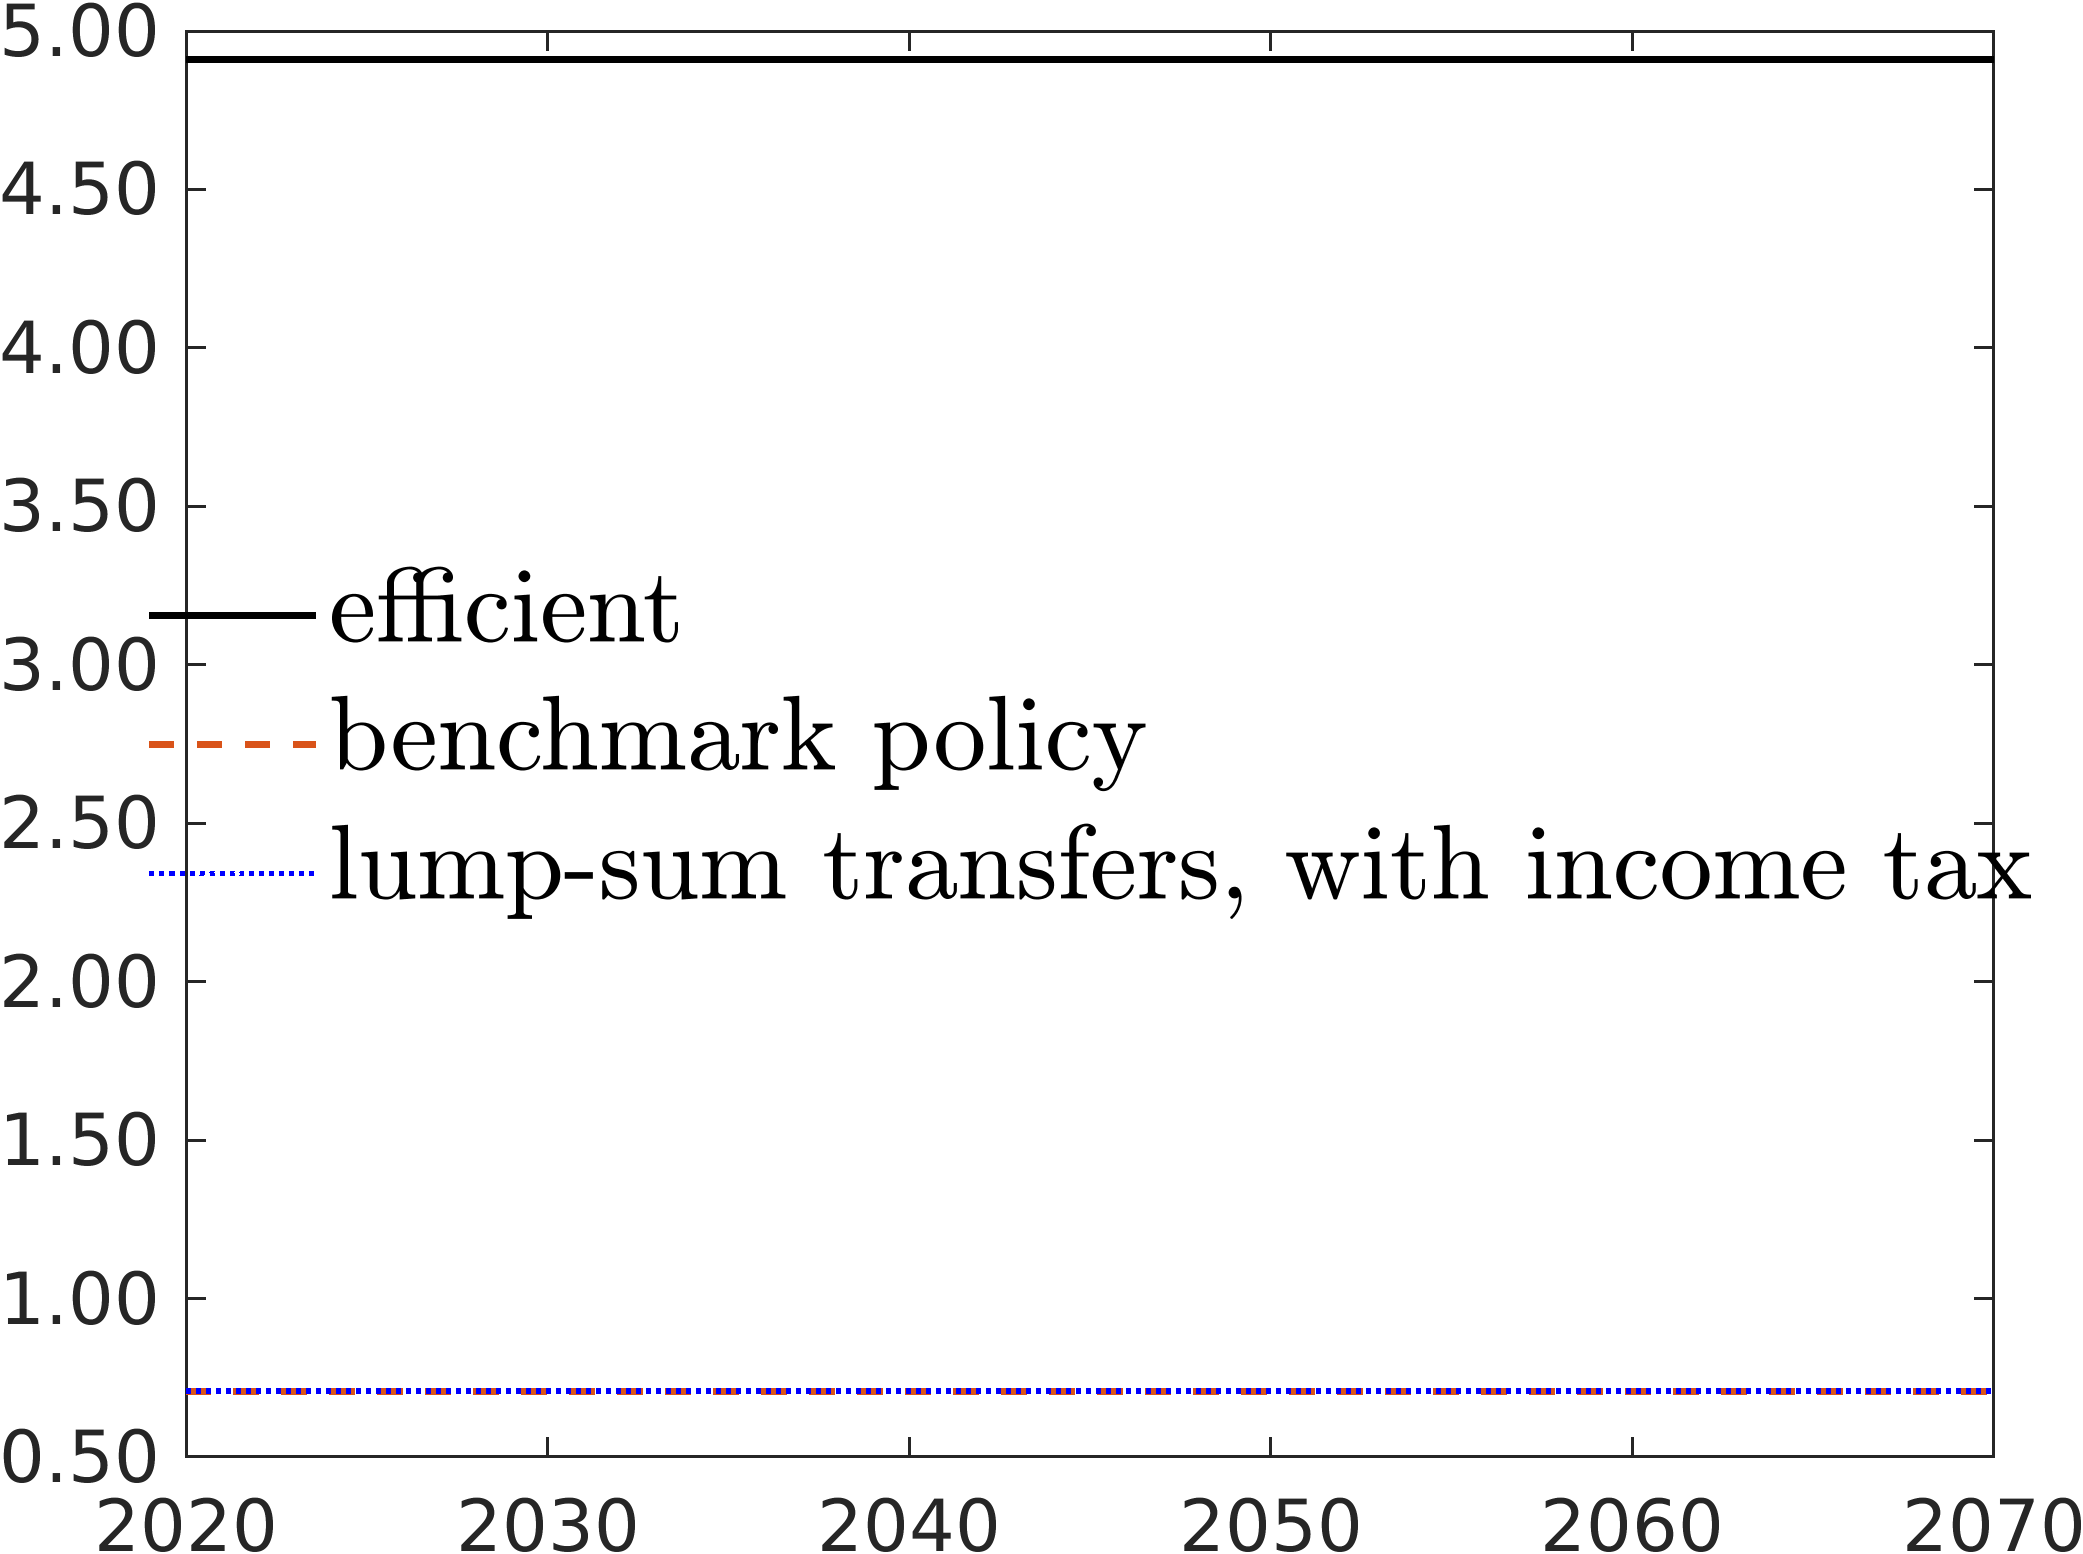 5.00
4.50
4.00
3.50
efficient
3.00
benchmark policy
2.50
lump-sum transfers, with income tax
2.00
1.50
1.00
0.50
2020 2030 2040 2050 2060 2070